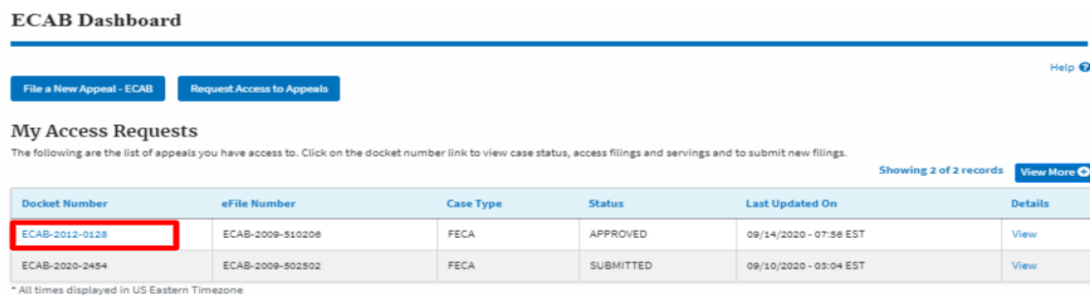 ECAB Dashboard
Help
File a New Appeal - ECAB Request Access to Appeals
My Access Requests
The following are the list of appeals you have access to. Click on the docket number link to view case status, access filings and servings and to submit new filings.
Showing 2 of 2 records View More
Docket Number eFile Number Case Type Status Last Updated On Details
ECAB-2012-0128 ECAB-2009-510206 FECA APPROVED 09/14/2020 - 07:56 EST View
ECAB-2020-2454 ECAB-2009-502502 FECA SUBMITTED 09/10/2020 - 03:04 EST View
* All times displayed in US Eastern Timezone